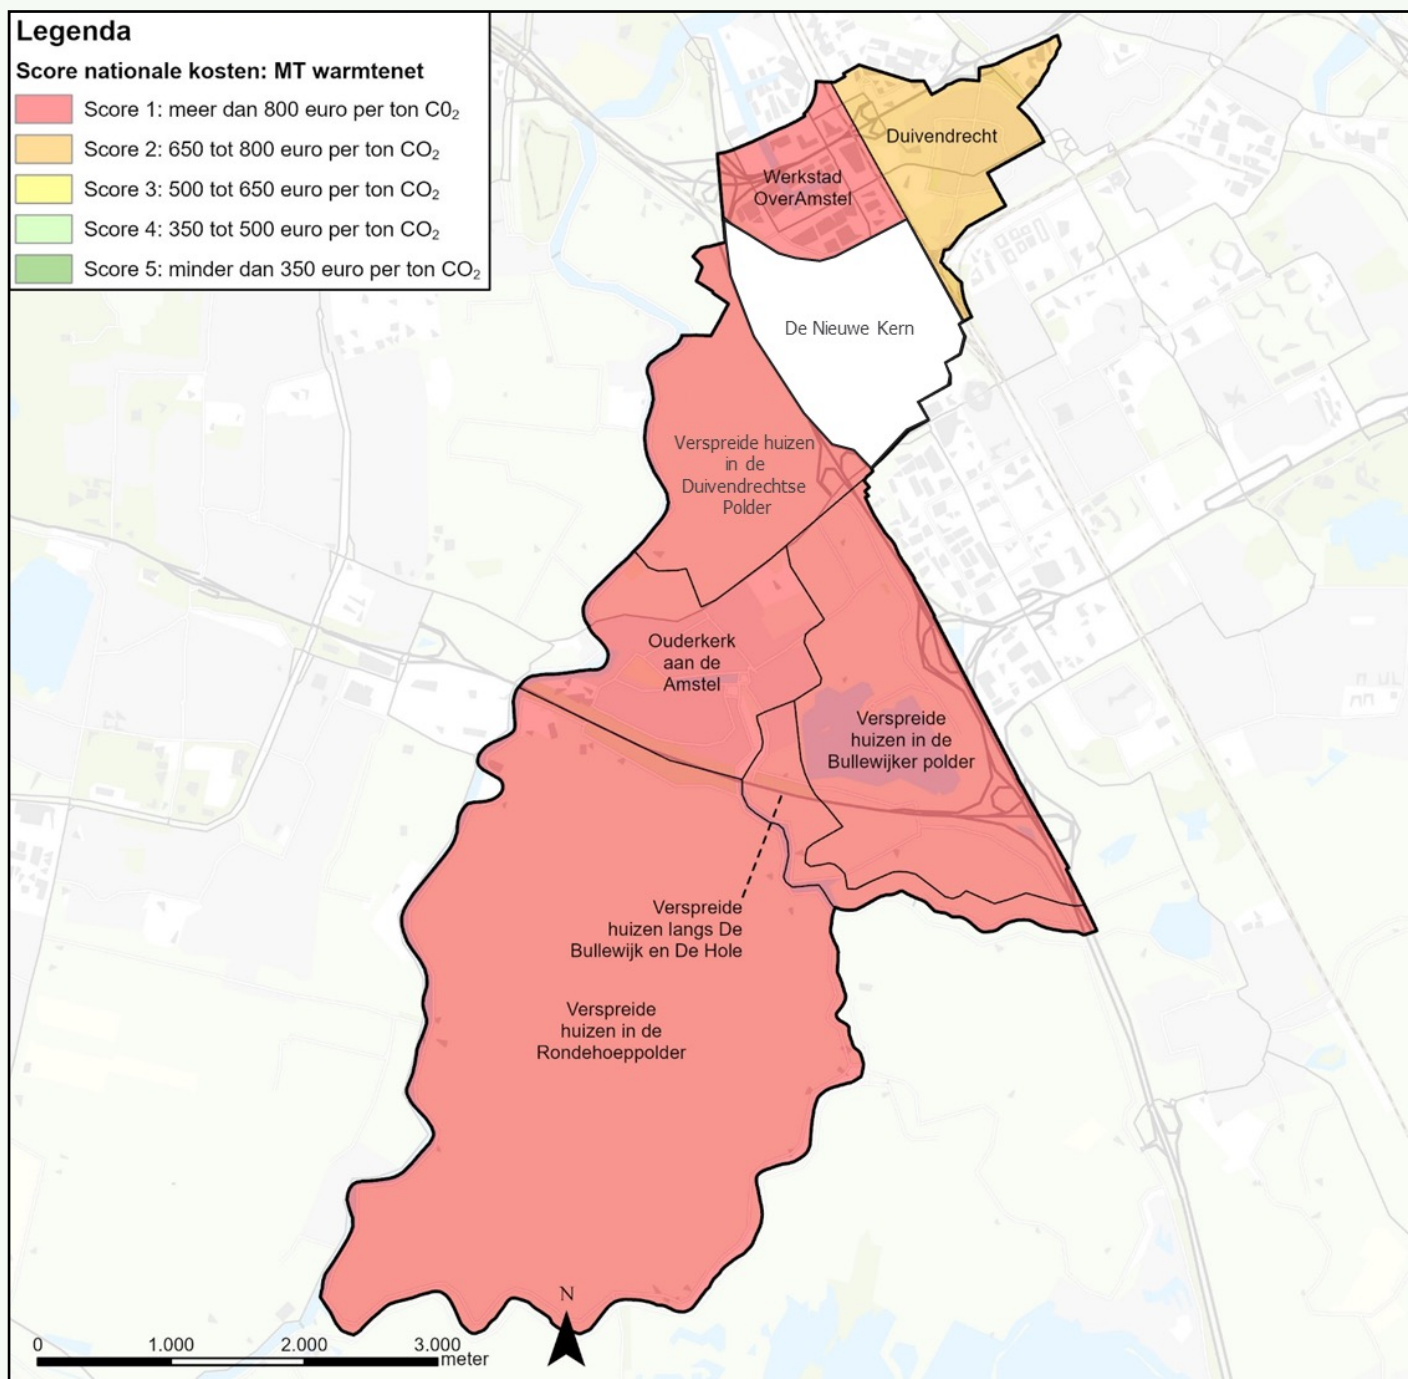 Legenda
Score nationale kosten: MT warmtenet
Score 1: meer dan 800 euro per ton C0₂
Score 2: 650 tot 800 euro per ton CO₂
Score 3: 500 tot 650 euro per ton CO₂
Score 4: 350 tot 500 euro per ton CO₂
Score 5: minder dan 350 euro per ton CO₂
Duivendrecht
Werkstad
OverAmstel
De Nieuwe Kern
Verspreide huizen
in de
Duivendrechtse
Polder
Ouderkerk
aan de
Amstel
Verspreide
huizen in de
Bullewijker polder
Verspreide
huizen langs De
Bullewijk en De Hole
Verspreide
huizen in de
Rondehoeppolder
N
0 1.000 2.000 3.000
meter